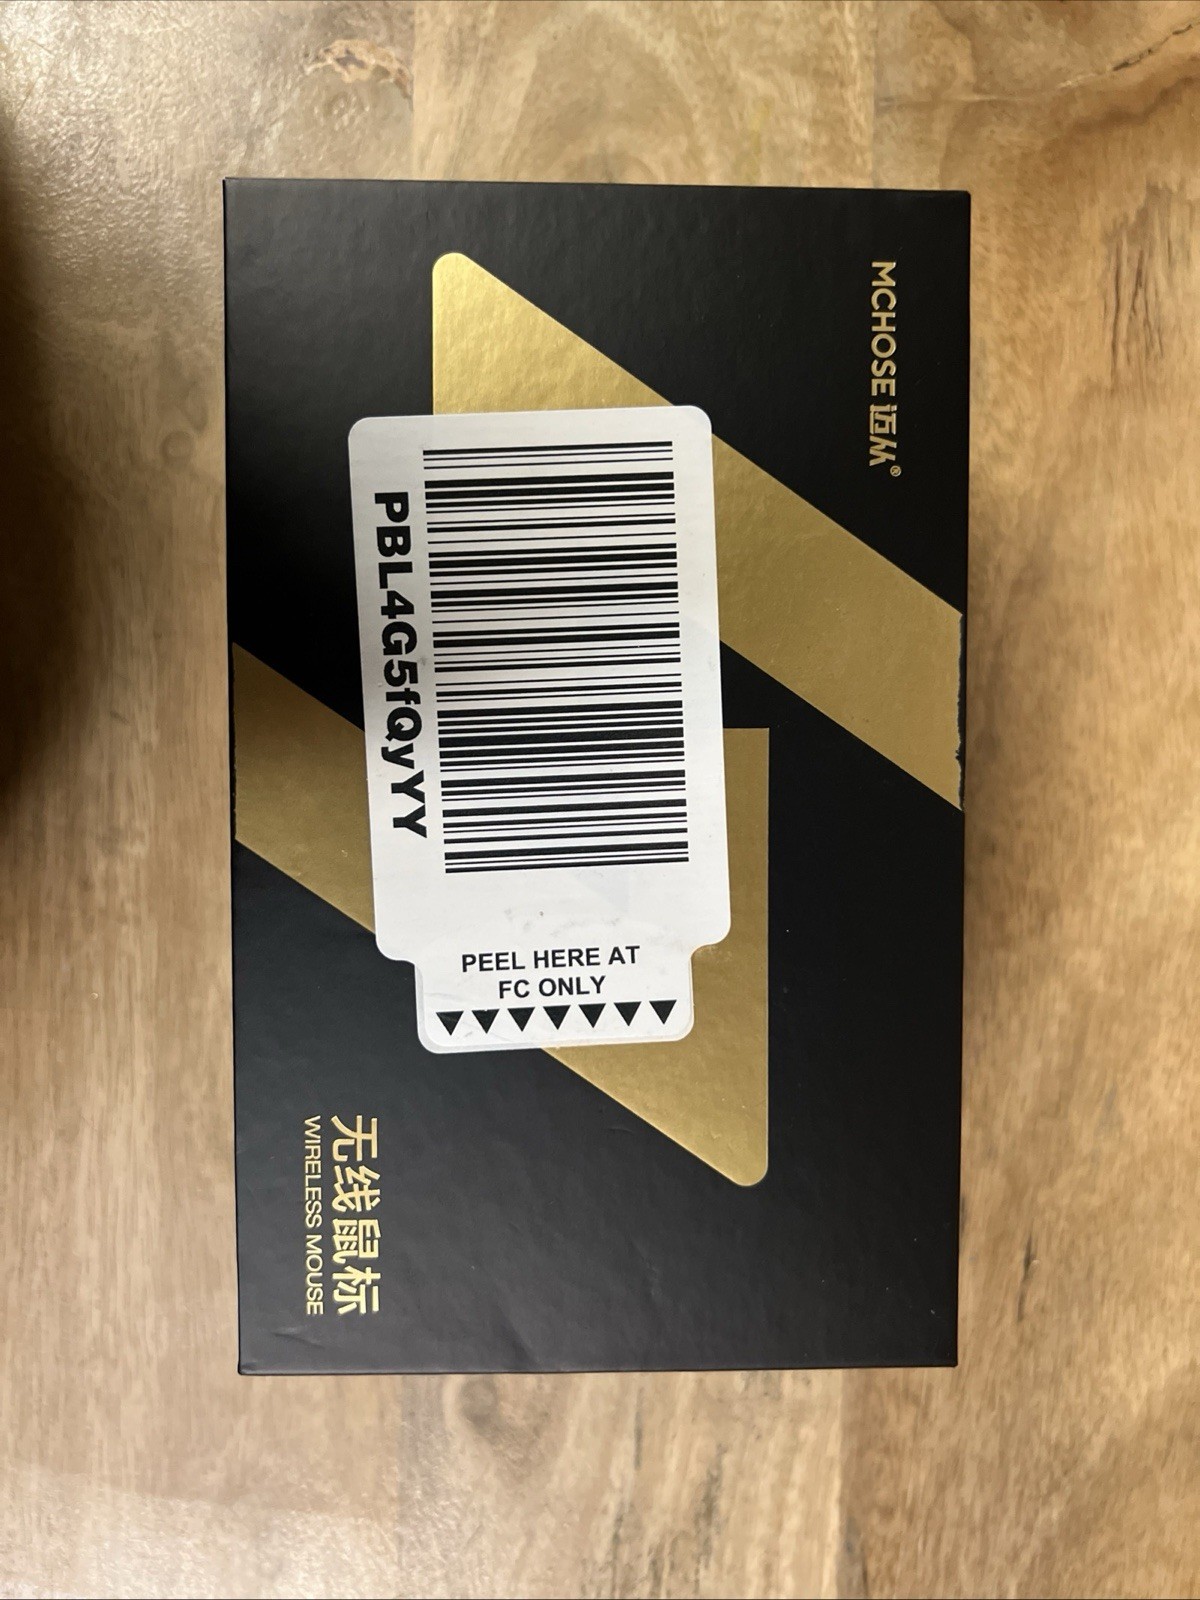 MCHOSE 迈从®
PBL4G5fQyYY
PEEL HERE AT
FC ONLY
无线鼠标
WIRELESS MOUSE